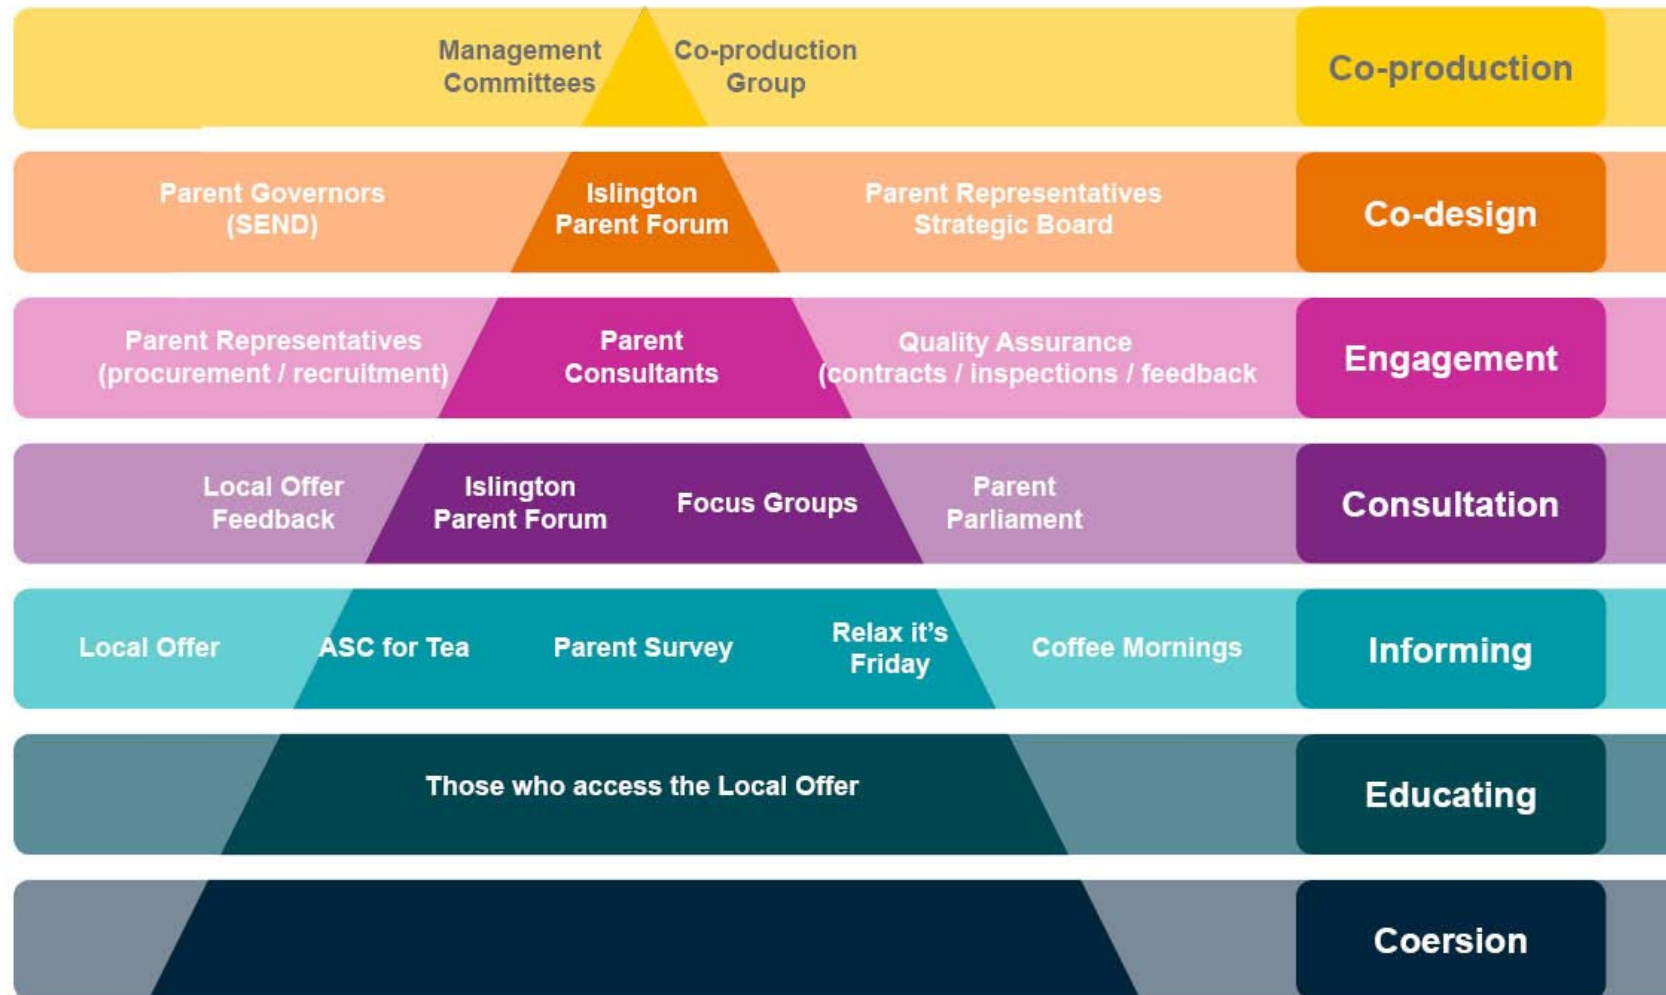 Management
Committees
Co-production
Group
Co-production
Parent Governors
(SEND)
Islington
Parent Forum
Parent Representatives
Strategic Board
Co-design
Parent Representatives
(procurement / recruitment)
Parent
Consultants
Quality Assurance
(contracts / inspections / feedback
Engagement
Local Offer
Feedback
Islington
Parent Forum
Focus Groups
Parent
Parliament
Consultation
Local Offer
ASC for Tea
Parent Survey
Relax it’s
Friday
Coffee Mornings
Informing
Those who access the Local Offer
Educating
Coersion